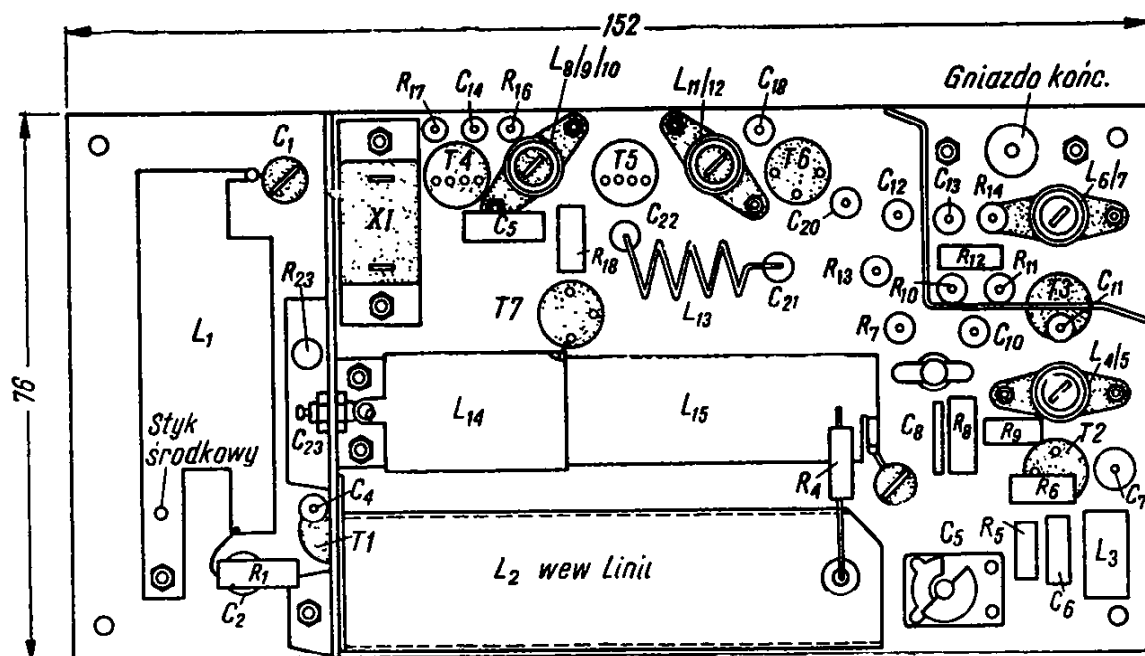 152
76
L8/9/10
L11/12
C18
R17
C14
R16
Gniazdo końc.
C1
T4
T5
T6
L6/7
X1
C5
R18
C22
C20
C12
C13
R14
R12
R13
R10
R11
T3
C11
R23
L1
T7
L13
C21
R7
C10
L4/5
L14
L15
C23
Styk
środkowy
C8
R8
R9
T2
R4
R6
C7
C4
T1
L2 wew Linii
C5
R5
C6
L3
R1
C2